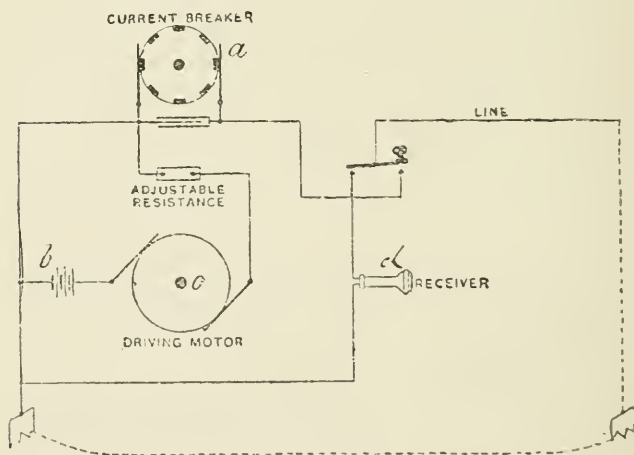 CURRENT BREAKER
a
LINE
ADJUSTABLE
RESISTANCE
b
c
d
RECEIVER
DRIVING MOTOR